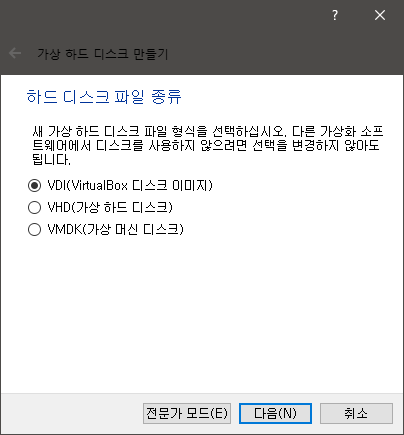 ?
가상 하드 디스크 만들기
하드 디스크 파일 종류
새 가상 하드 디스크 파일 형식을 선택하십시오. 다른 가상화 소프
트웨어에서 디스크를 사용하지 않으려면 선택을 변경하지 않아도
됩니다.
VDI(VirtualBox 디스크 이미지)
VHD(가상 하드 디스크)
VMDK(가상 머신 디스크)
전문가 모드(E) 다음(N) 취소